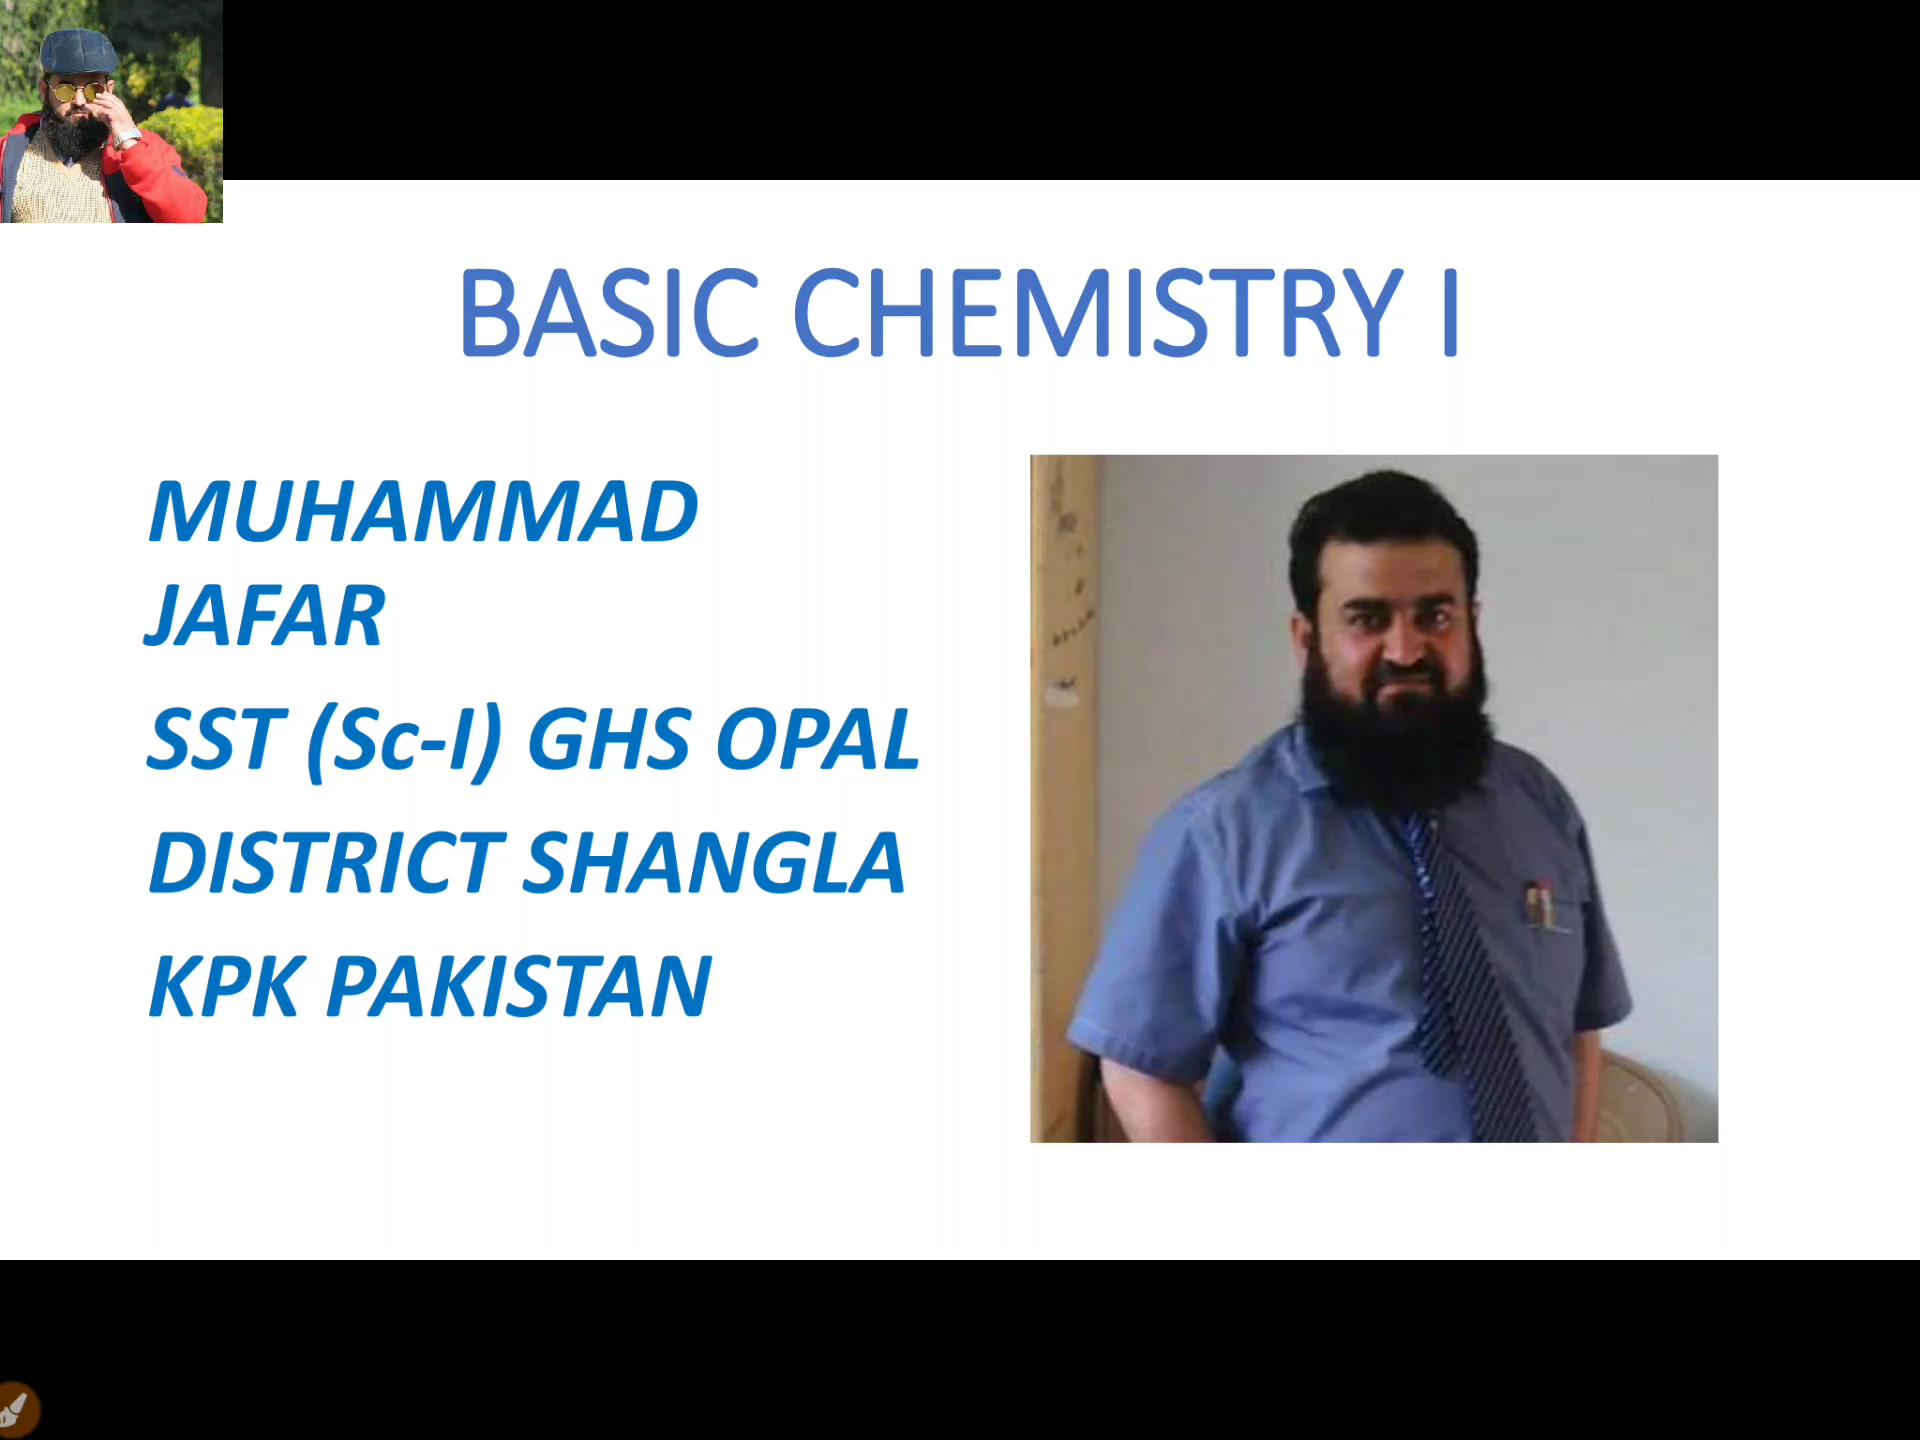 BASIC CHEMISTRY I
MUHAMMAD
JAFAR
SST (Sc-I) GHS OPAL
DISTRICT SHANGLA
KPK PAKISTAN